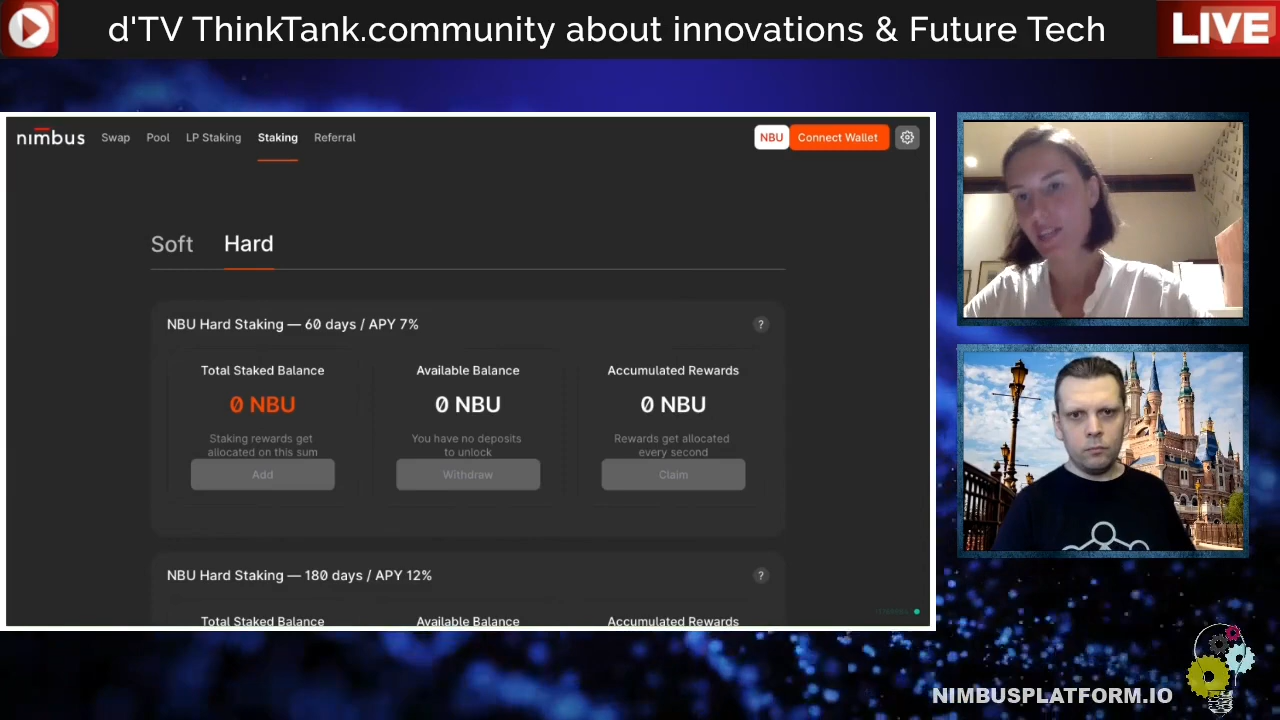 d'TV ThinkTank.community about innovations & Future Tech
LIVE
nimbus Swap Pool LP Staking Staking Referral NBU Connect Wallet
Soft Hard
NBU Hard Staking — 60 days / APY 7% ?
Total Staked Balance Available Balance Accumulated Rewards
0 NBU 0 NBU 0 NBU
Staking rewards get You have no deposits Rewards get allocated
allocated on this sum to unlock every second
Add Withdraw Claim
NBU Hard Staking — 180 days / APY 12% ?
Total Staked Balance Available Balance Accumulated Rewards
NIMBUSPLATFORM.IO